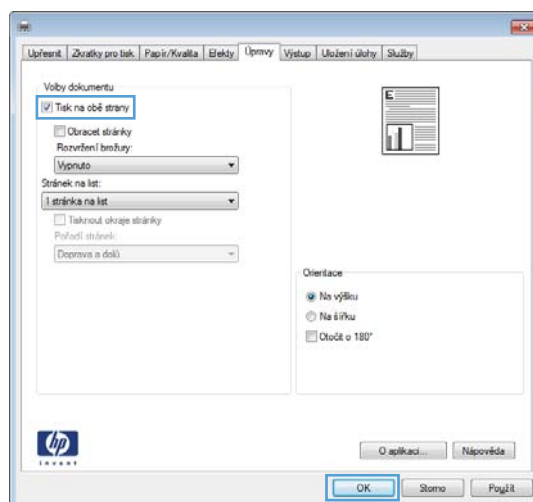 Upřesnit Zkratky pro tisk Papír/Kvalita Efekty Úpravy Výstup Uložení úlohy Služby
Volby dokumentu
Tisk na obě strany
Obracet stránky
Rozvržení brožury:
Vypnuto
Stránek na list:
1 stránka na list
Tisknout okraje stránky
Pořadí stránek:
Doprava a dolů
E
Orientace
Na výšku
Na šířku
Otočit o 180°
hp
invent
O aplikaci... Nápověda
OK Storno Použít